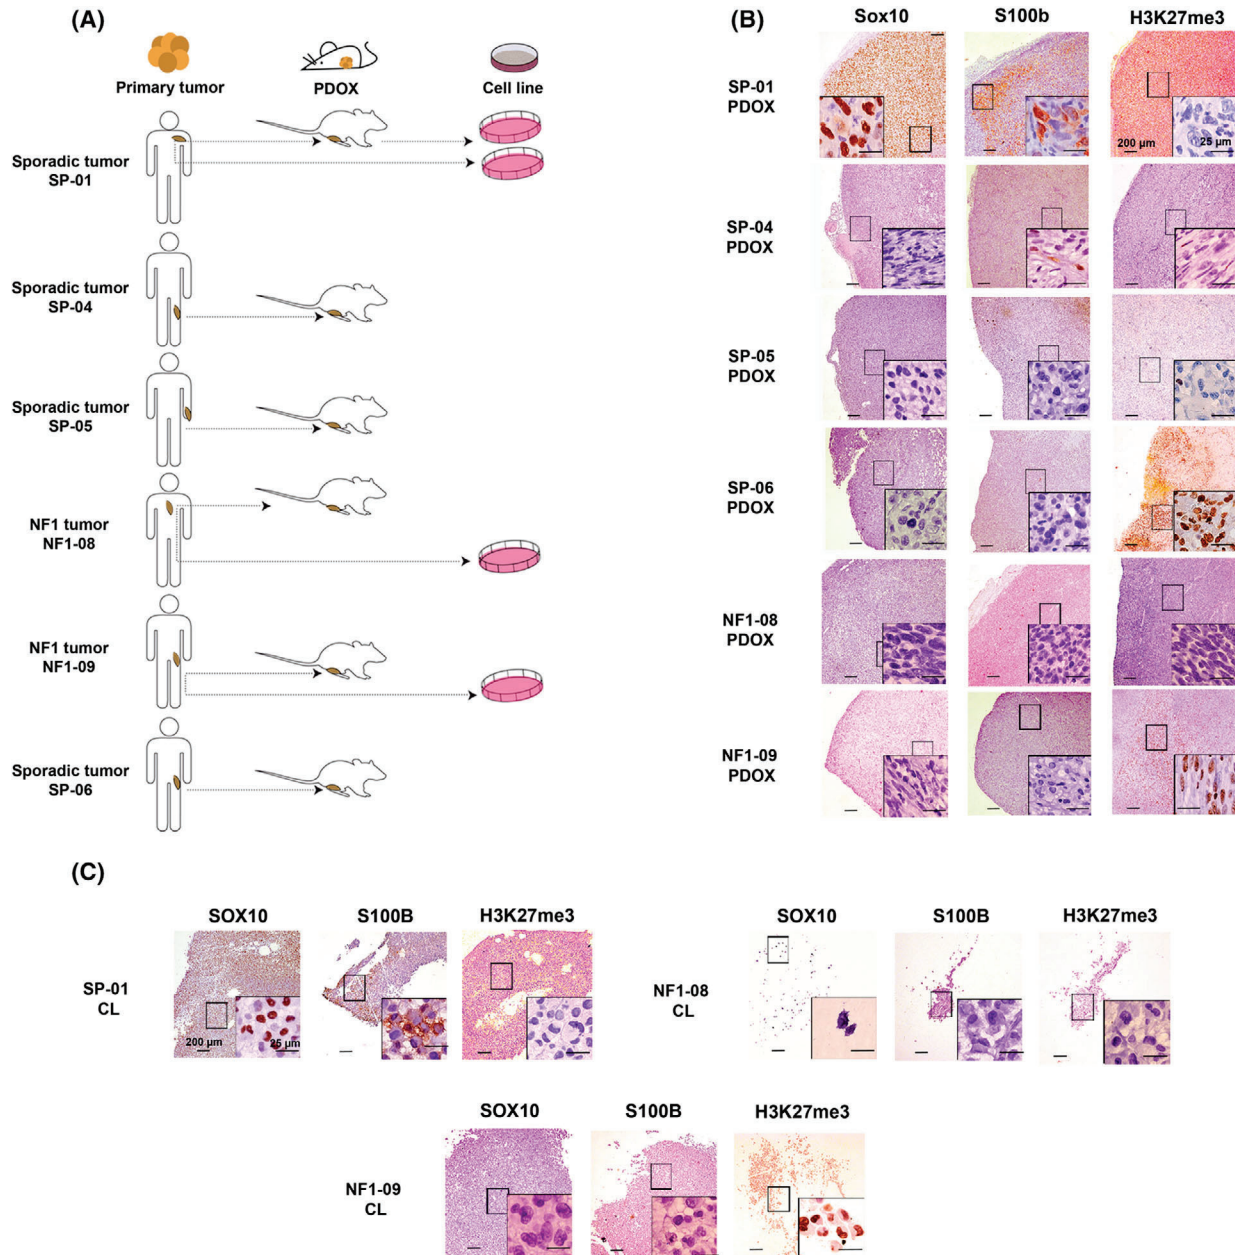 (A)
Primary tumor
PDOX
Cell line
Sporadic tumor
SP-01
Sporadic tumor
SP-04
Sporadic tumor
SP-05
NF1 tumor
NF1-08
NF1 tumor
NF1-09
Sporadic tumor
SP-06
(B)
Sox10
S100b
H3K27me3
SP-01
PDOX
200 µm
25 µm
SP-04
PDOX
SP-05
PDOX
SP-06
PDOX
NF1-08
PDOX
NF1-09
PDOX
(C)
SOX10
S100B
H3K27me3
SP-01
CL
200 µm
25 µm
SOX10
S100B
H3K27me3
NF1-08
CL
SOX10
S100B
H3K27me3
NF1-09
CL